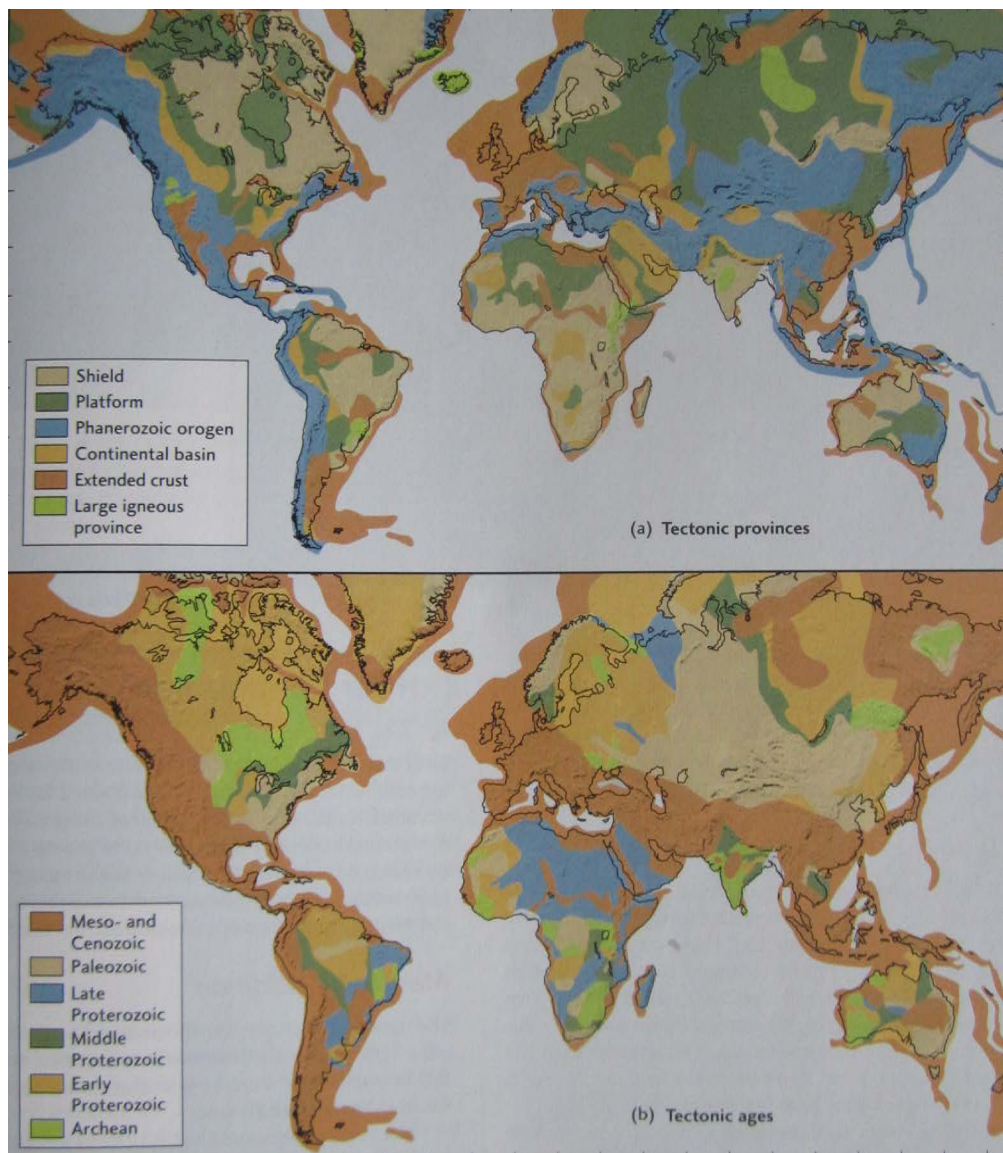 Shield
Platform
Phanerozoic orogen
Continental basin
Extended crust
Large igneous
province
(a) Tectonic provinces
Meso- and
Cenozoic
Paleozoic
Late
Proterozoic
Middle
Proterozoic
Early
Proterozoic
Archean
(b) Tectonic ages